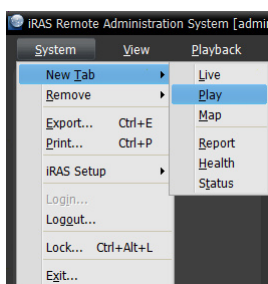 iRAS Remote Administration System [admi
System View Playback
New Tab Live
Remove Play
Map
Export... Ctrl+E
Print... Ctrl+P Report
iRAS Setup Health
Status
Login...
Logout...
Lock... Ctrl+Alt+L
Exit...